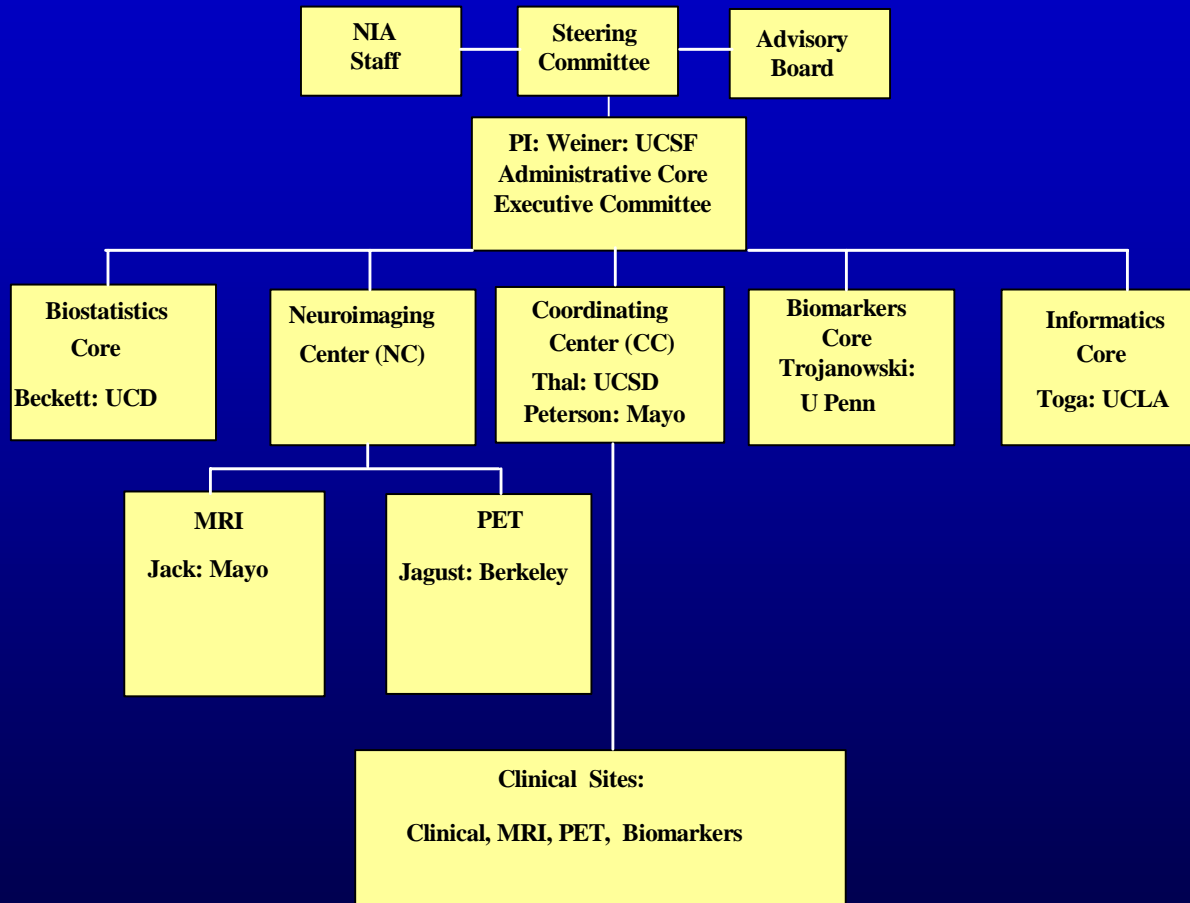 NIA
Staff
Steering
Committee
Advisory
Board
PI: Weiner: UCSF
Administrative Core
Executive Committee
Biostatistics
Core
Beckett: UCD
Neuroimaging
Center (NC)
Coordinating
Center (CC)
Thal: UCSD
Peterson: Mayo
Biomarkers
Core
Trojanowski:
U Penn
Informatics
Core
Toga: UCLA
MRI
Jack: Mayo
PET
Jagust: Berkeley
Clinical Sites:
Clinical, MRI, PET, Biomarkers